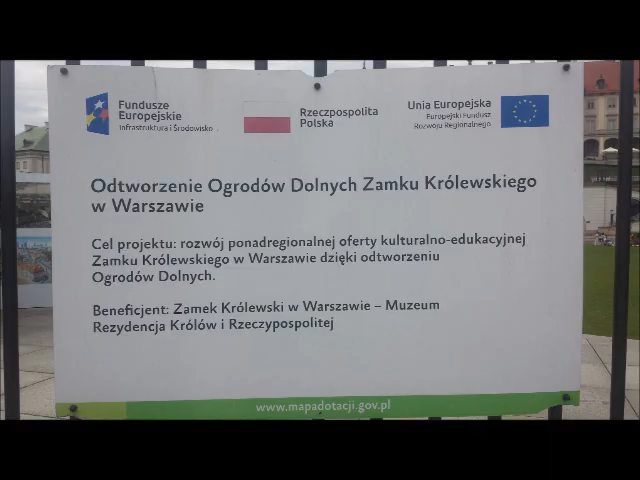 Fundusze
Europejskie
Infrastruktura i Środowisko
Rzeczpospolita
Polska
Unia Europejska
Europejski Fundusz
Rozwoju Regionalnego
Odtworzenie Ogrodów Dolnych Zamku Królewskiego
w Warszawie
Cel projektu: rozwój ponadregionalnej oferty kulturalno-edukacyjnej
Zamku Królewskiego w Warszawie dzięki odtworzeniu
Ogrodów Dolnych.
Beneficjent: Zamek Królewski w Warszawie – Muzeum
Rezydencja Królów i Rzeczypospolitej
www.mapadotacji.gov.pl